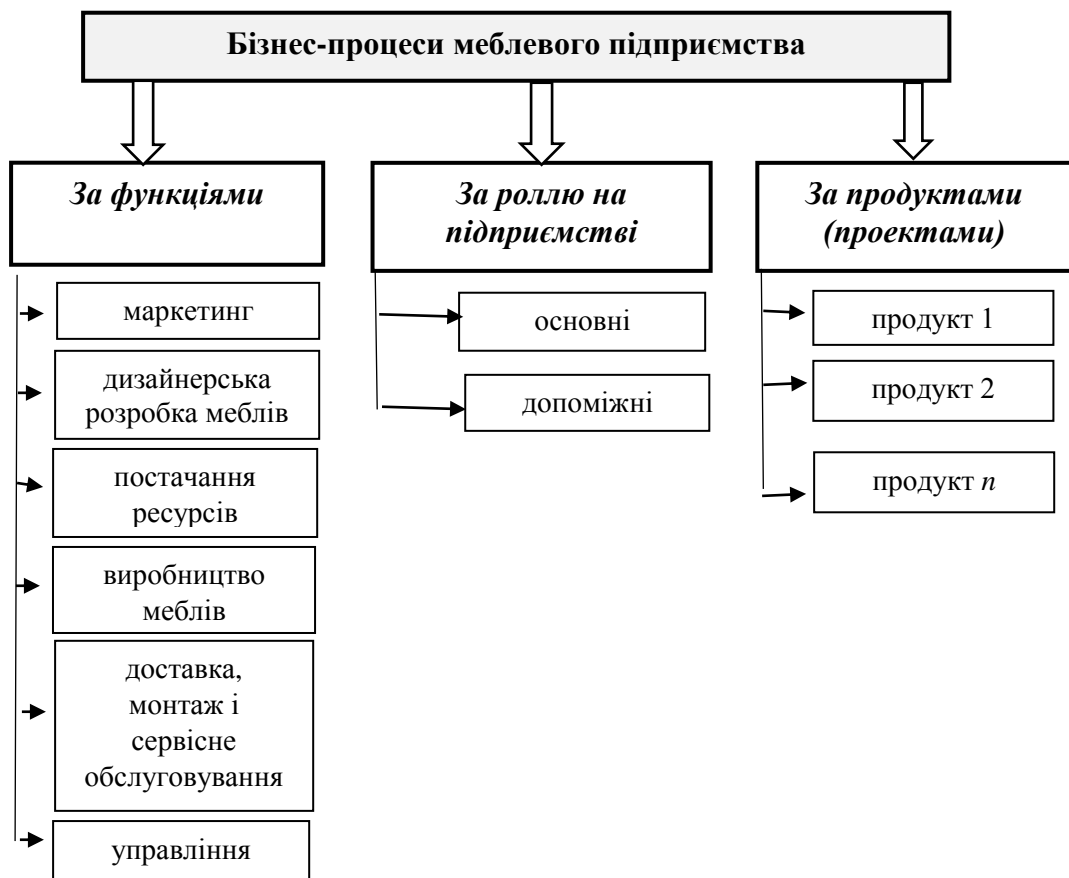 Бізнес-процеси меблевого підприємства
За функціями
маркетинг
дизайнерська
розробка меблів
постачання
ресурсів
виробництво
меблів
доставка,
монтаж і
сервісне
обслуговування
управління
За роллю на
підприємстві
основні
допоміжні
За продуктами
(проектами)
продукт 1
продукт 2
продукт n